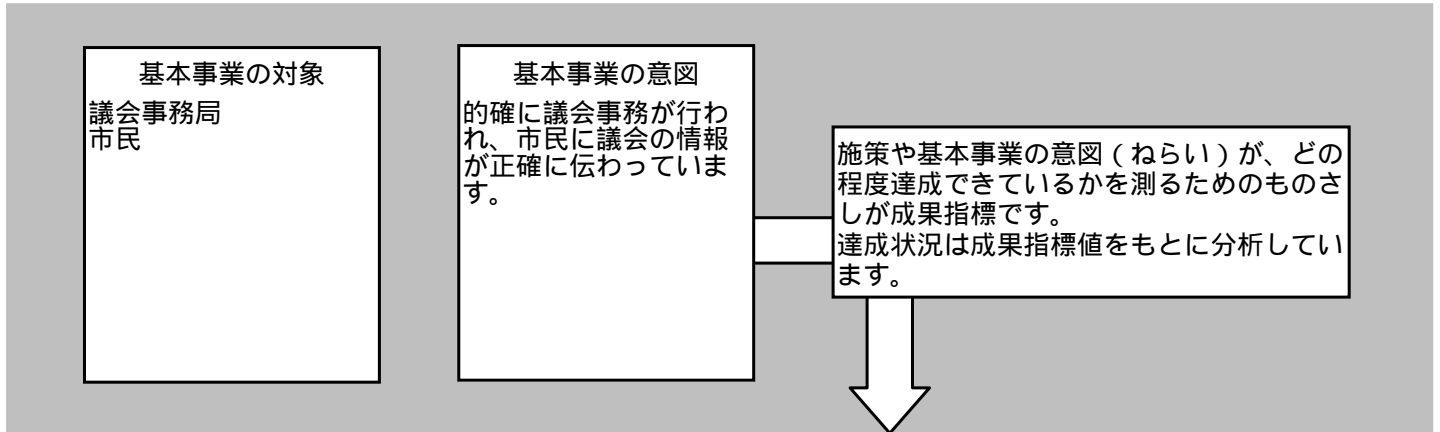 基本事業の対象
議会事務局
市民
基本事業の意図
的確に議会事務が行わ
れ、市民に議会の情報
が正確に伝わっていま
す。
施策や基本事業の意図(ねらい)が、どの
程度達成できているかを測るためのものさ
しが成果指標です。
達成状況は成果指標値をもとに分析してい
ます。